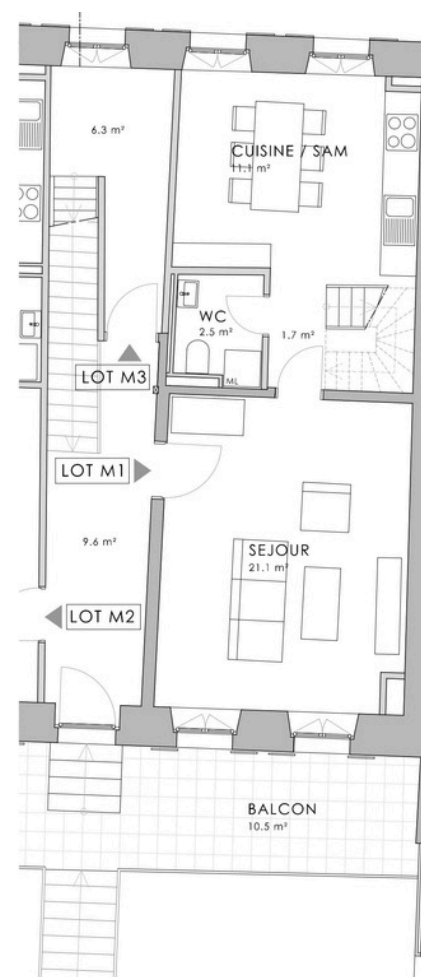 6.3 m²
CUISINE / SAM
11.1 m²
WC
2.5 m²
1.7 m²
ML
LOT M3
LOT M1
9.6 m²
SEJOUR
21.1 m²
LOT M2
BALCON
10.5 m²